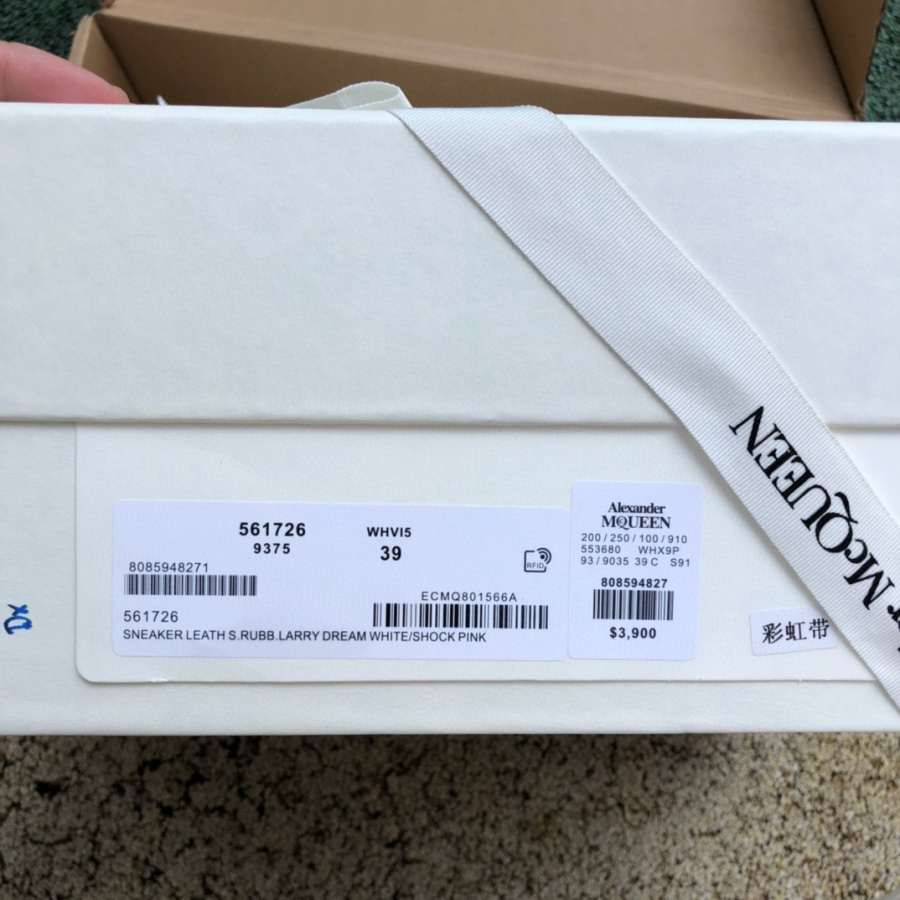 561726
9375
WHVI5
39
8085948271
RFID
ECMQ801566A
561726
SNEAKER LEATH S.RUBB.LARRY DREAM WHITE/SHOCK PINK
Alexander
McQUEEN
200 / 250 / 100 / 910
553680 WHX9P
93 / 9035 39 C S91
808594827
$3,900
彩虹带
McQUEEN